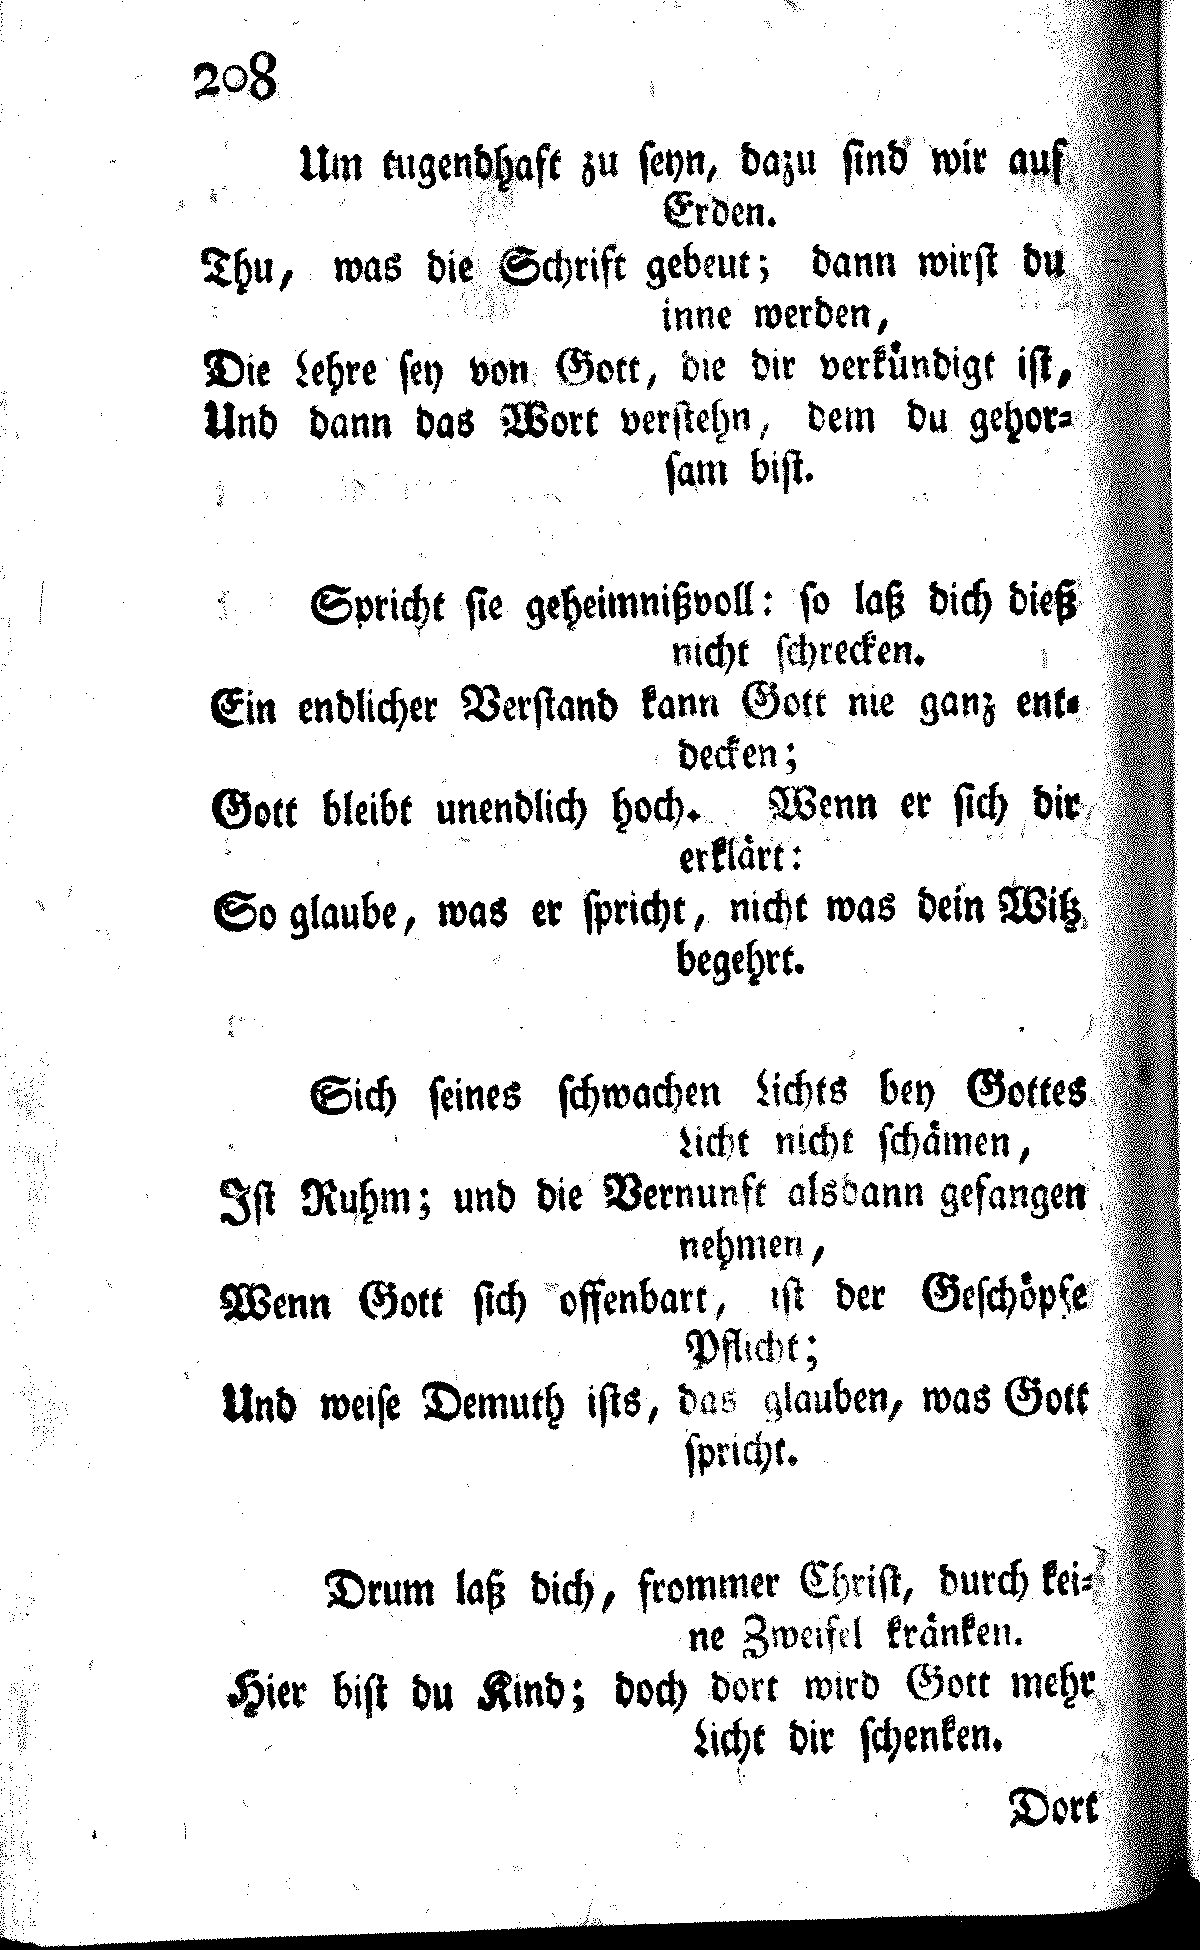 208
Um tugendhaft zu seyn, dazu sind wir auf
Erden.
Thu, was die Schrift gebeut; dann wirst du
inne werden,
Die Lehre sey von Gott, die dir verkündigt ist,
Und dann das Wort verstehn, dem du gehor-
sam bist.
Spricht sie geheimnißvoll: so laß dich dieß
nicht schrecken.
Ein endlicher Verstand kann Gott nie ganz ent-
decken;
Gott bleibt unendlich hoch. Wenn er sich dir
erklärt:
So glaube, was er spricht, nicht was dein Witz
begehrt.
Sich seines schwachen Lichts bey Gottes
Licht nicht schämen,
Ist Ruhm; und die Vernunft alsdann gefangen
nehmen,
Wenn Gott sich offenbart, ist der Geschöpfe
Pflicht;
Und weise Demuth ists, das glauben, was Gott
spricht.
Drum laß dich, frommer Christ, durch kei-
ne Zweifel kränken.
Hier bist du Kind; doch dort wird Gott mehr
Licht dir schenken.
Dort